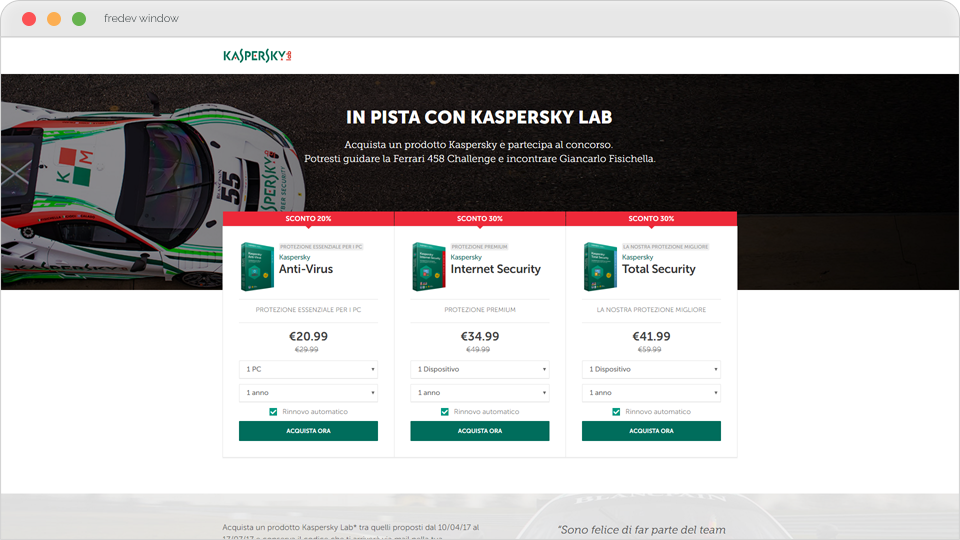 fredev window
KASPERSKY lab
IN PISTA CON KASPERSKY LAB
Acquista un prodotto Kaspersky e partecipa al concorso.
Potresti guidare la Ferrari 458 Challenge e incontrare Giancarlo Fisichella.
K M
55
KASPERSKY
SCONTO 20%
PROTEZIONE ESSENZIALE PER I PC
Kaspersky
Anti-Virus
PROTEZIONE ESSENZIALE PER I PC
€20.99
€29.99
1 PC
1 anno
Rinnovo automatico
ACQUISTA ORA
SCONTO 30%
PROTEZIONE PREMIUM
Kaspersky
Internet Security
PROTEZIONE PREMIUM
€34.99
€49.99
1 Dispositivo
1 anno
Rinnovo automatico
ACQUISTA ORA
SCONTO 30%
LA NOSTRA PROTEZIONE MIGLIORE
Kaspersky
Total Security
LA NOSTRA PROTEZIONE MIGLIORE
€41.99
€59.99
1 Dispositivo
1 anno
Rinnovo automatico
ACQUISTA ORA
BLANCPAIN
Acquista un prodotto Kaspersky Lab* tra quelli proposti dal 10/04/17 al
"Sono felice di far parte del team